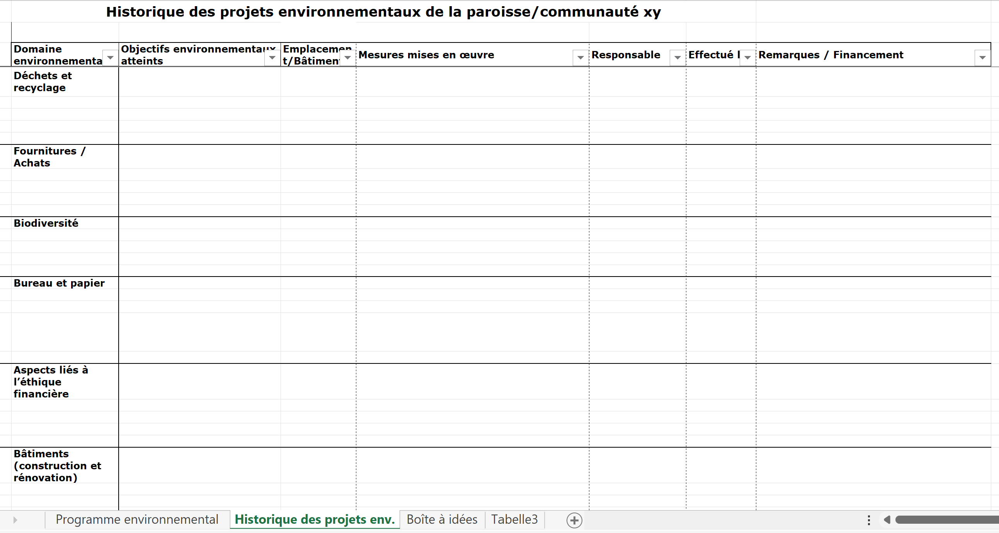 Historique des projets environnementaux de la paroisse/communauté xy
Domaine
environnementa
Objectifs environnementaux
atteints
Emplacemen
t/Bâtiment
Mesures mises en œuvre
Responsable
Effectué l
Remarques / Financement
Déchets et
recyclage
Fournitures /
Achats
Biodiversité
Bureau et papier
Aspects liés à
l’éthique
financière
Bâtiments
(construction et
rénovation)
Programme environnemental
Historique des projets env.
Boîte à idées
Tabelle3